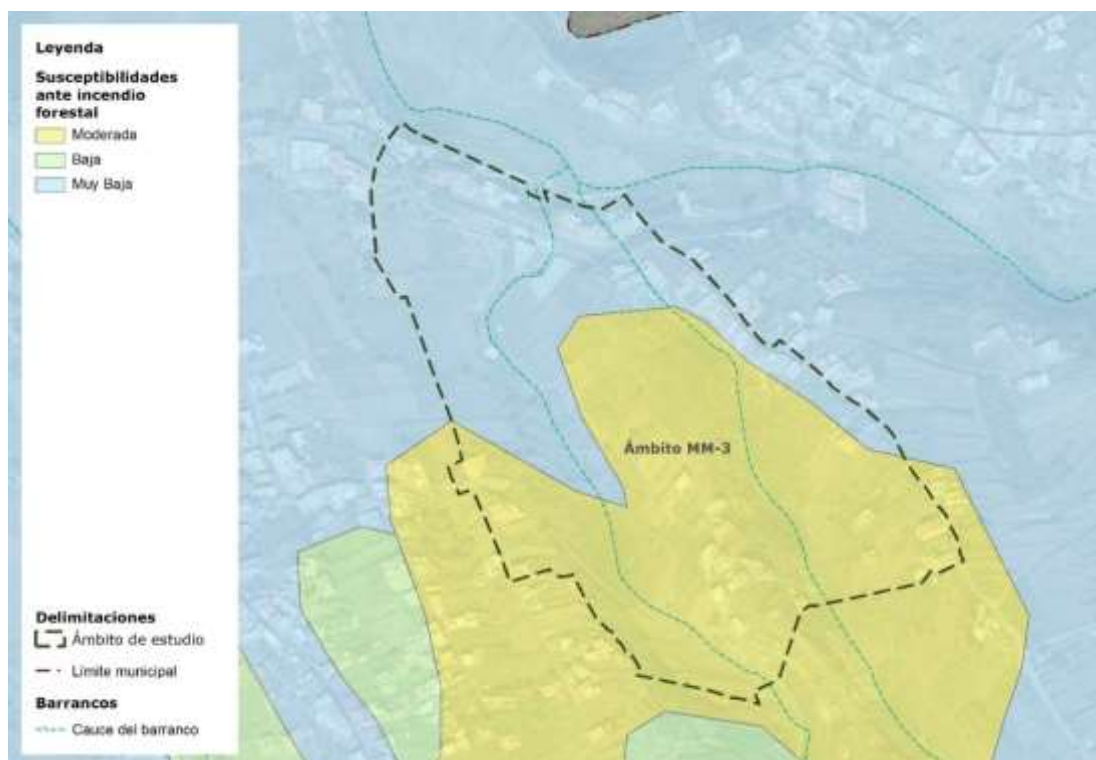 Leyenda
Susceptibilidades
ante incendio
forestal
Moderada
Baja
Muy Baja
Ámbito MM-3
Delimitaciones
Ámbito de estudio
Límite municipal
Barrancos
Cauce del barranco